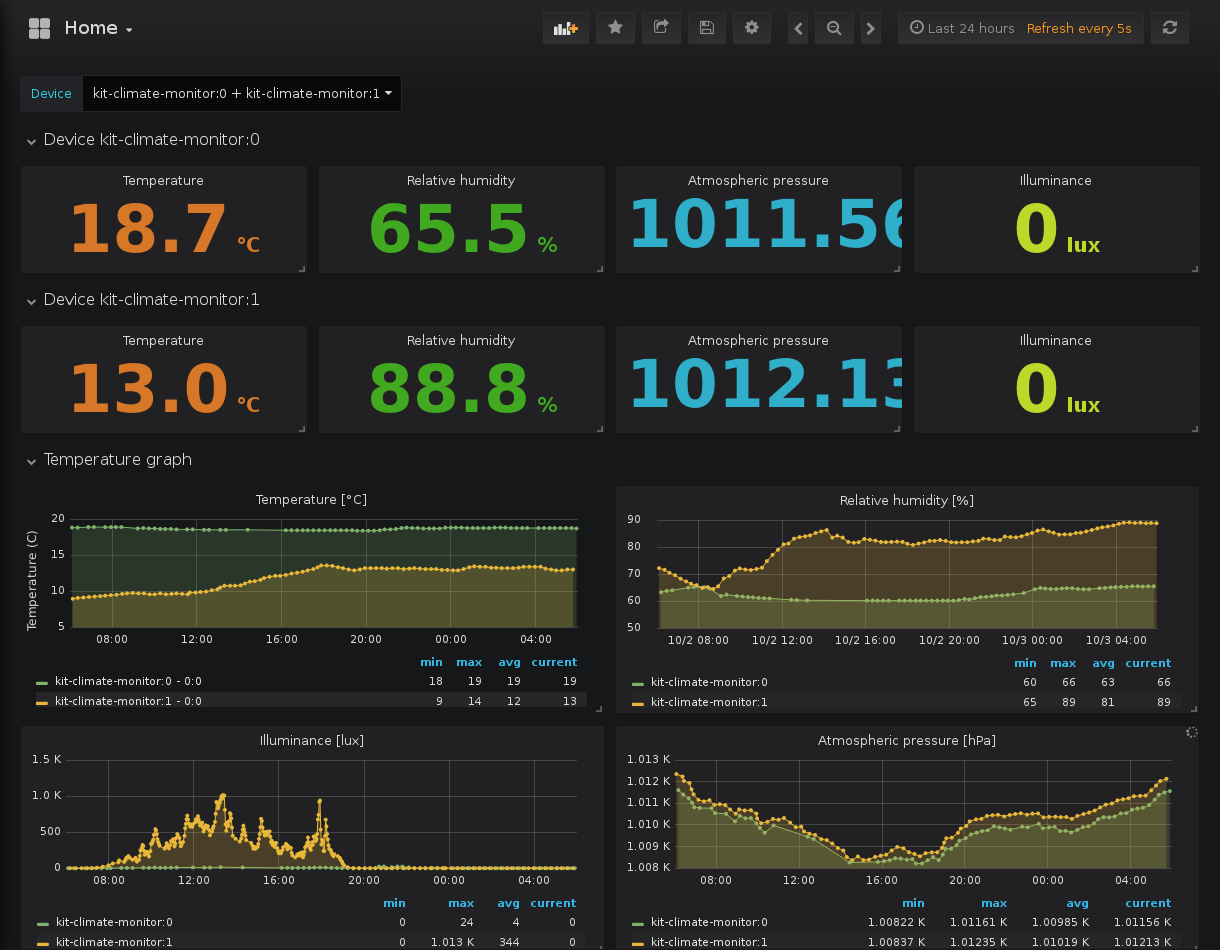 Home
Last 24 hours Refresh every 5s
Device kit-climate-monitor:0 + kit-climate-monitor:1
Device kit-climate-monitor:0
Temperature Relative humidity Atmospheric pressure Illuminance
18.7 °C 65.5 % 1011.56 0 lux
Device kit-climate-monitor:1
Temperature Relative humidity Atmospheric pressure Illuminance
13.0 °C 88.8 % 1012.13 0 lux
Temperature graph
Temperature [°C]
Temperature (C)
20
15
10
5
08:00 12:00 16:00 20:00 00:00 04:00
min max avg current
kit-climate-monitor:0 - 0:0 18 19 19 19
kit-climate-monitor:1 - 0:0 9 14 12 13
Relative humidity [%]
90
80
70
60
50
10/2 08:00 10/2 12:00 10/2 16:00 10/2 20:00 10/3 00:00 10/3 04:00
min max avg current
kit-climate-monitor:0 60 66 63 66
kit-climate-monitor:1 65 89 81 89
Illuminance [lux]
1.5 K
1.0 K
500
0
08:00 12:00 16:00 20:00 00:00 04:00
min max avg current
kit-climate-monitor:0 0 24 4 0
kit-climate-monitor:1 0 1.013 K 344 0
Atmospheric pressure [hPa]
1.013 K
1.012 K
1.011 K
1.010 K
1.009 K
1.008 K
08:00 12:00 16:00 20:00 00:00 04:00
min max avg current
kit-climate-monitor:0 1.00822 K 1.01161 K 1.00985 K 1.01156 K
kit-climate-monitor:1 1.00837 K 1.01235 K 1.01019 K 1.01213 K